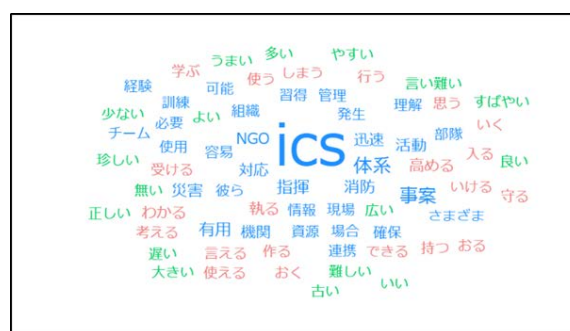 うまい 多い やすい
学ぶ 使う しまう 行う
経験 可能 習得 管理 言い難い
訓練 組織 発生 理解 思う すばやい
少ない 必要 よい
チーム NGO ics 迅速 活動 部隊 いく
使用 容易 入る
珍しい 受ける 対応 体系 高める 良い
無い 災害 彼ら 指揮 消防 事案 いける 守る
正しい わかる 執る 情報 現場 広い さまざま
考える 有用 機関 資源 場合 確保
遅い 言える 作る 連携 できる 持つ おる
大きい 使える おく 難しい いい
古い